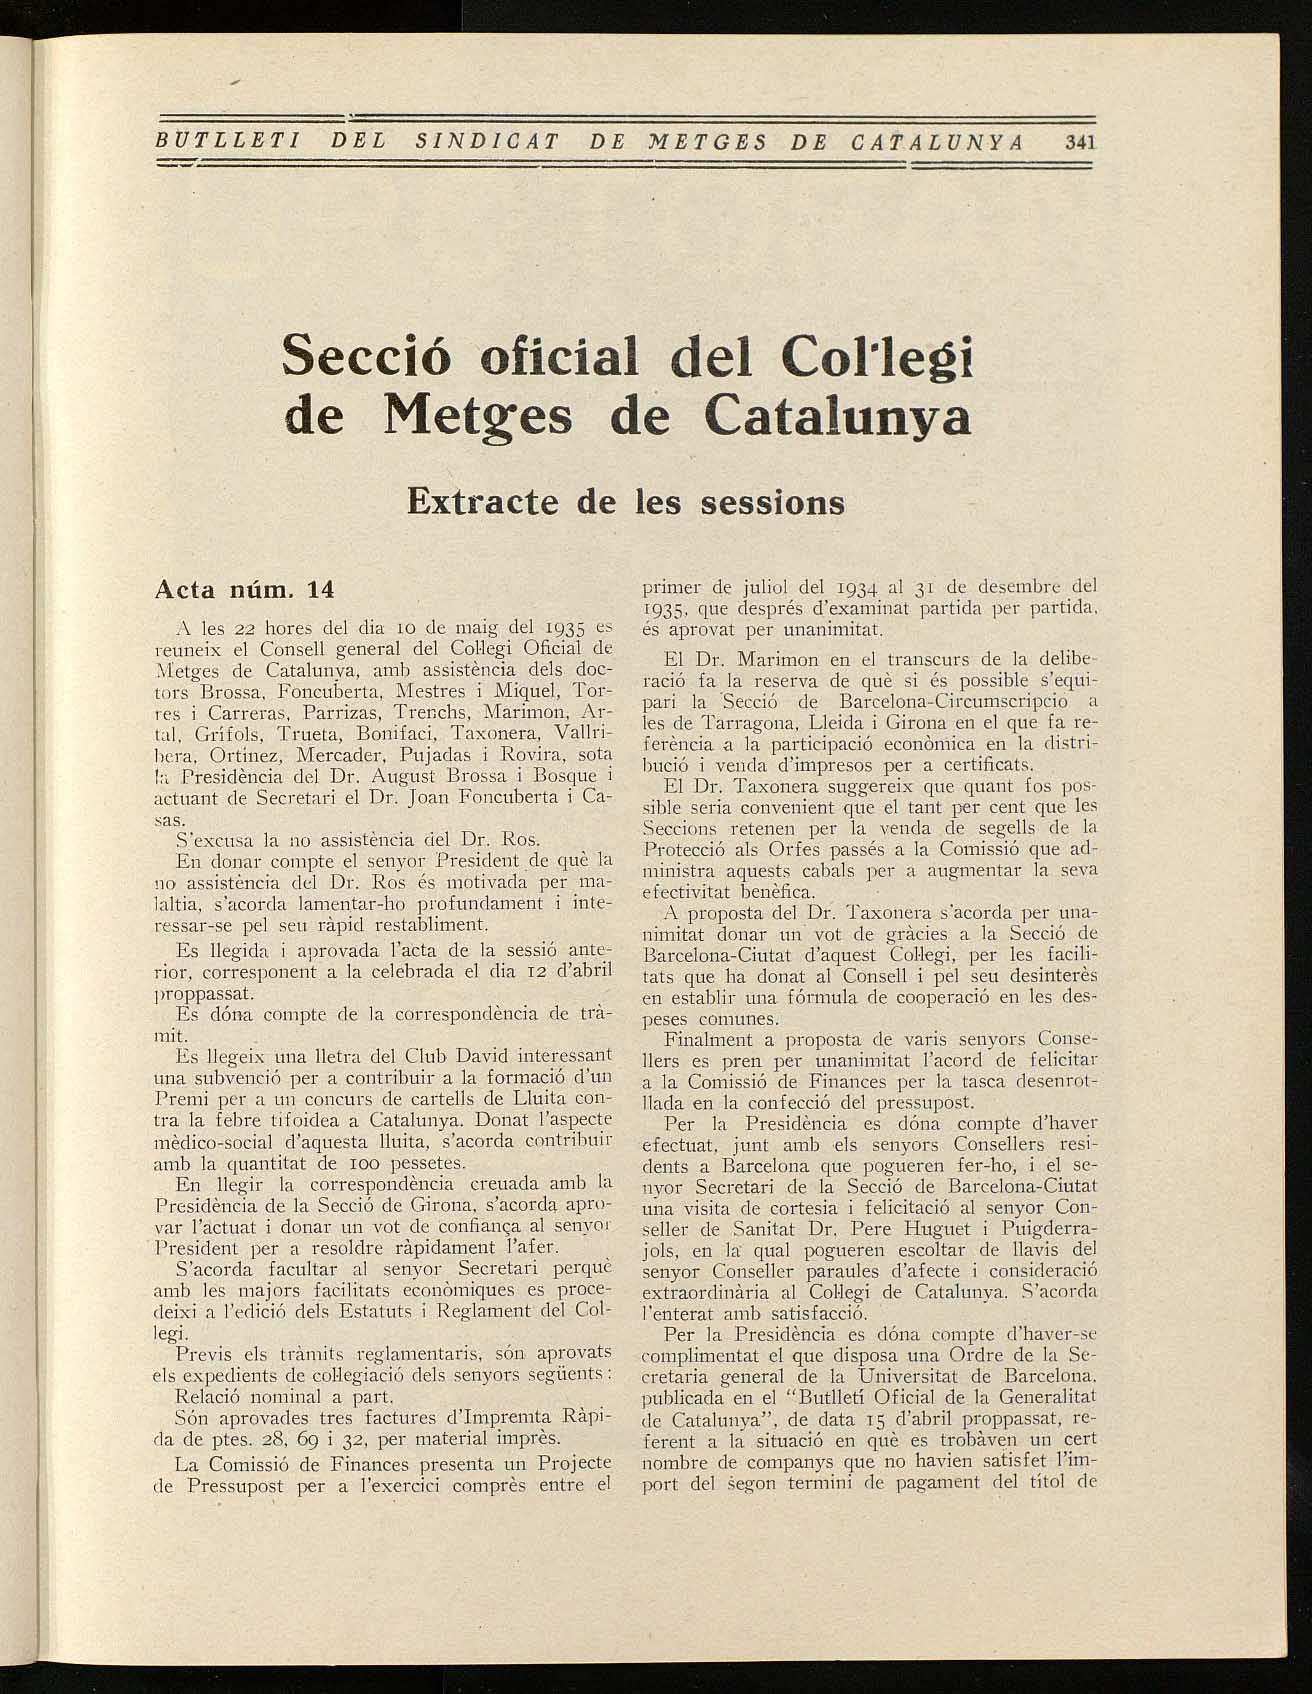 BUTLLETI DEL SINDICAT DE METGES DE CATALUNYA 341
Secció oficial del Col·legi
de Metges de Catalunya
Extracte de les sessions
Acta núm. 14
A les 22 hores del dia 10 de maig del 1935 es
reuneix el Consell general del Col·legi Oficial de
Metges de Catalunya, amb assistència dels doc-
tors Brossa, Foncuberta, Mestres i Miquel, Tor-
res i Carreras, Parrizas, Trenchs, Marimon, Ar-
tal, Grífols, Trueta, Bonifaci, Taxonera, Vallri-
bera, Ortínez, Mercader, Pujadas i Rovira, sota
la Presidència del Dr. August Brossa i Bosque i
actuant de Secretari el Dr. Joan Foncuberta i Ca-
sas.
S'excusa la no assistència del Dr. Ros.
En donar compte el senyor President de què la
no assistència del Dr. Ros és motivada per ma-
laltia, s'acorda lamentar-ho profundament i inte-
ressar-se pel seu ràpid restabliment.
Es llegida i aprovada l'acta de la sessió ante-
rior, corresponent a la celebrada el dia 12 d'abril
proppassat.
Es dóna compte de la correspondència de trà-
mit.
Es llegeix una lletra del Club David interessant
una subvenció per a contribuir a la formació d'un
Premi per a un concurs de cartells de Lluita con-
tra la febre tifoidea a Catalunya. Donat l'aspecte
mèdico-social d'aquesta lluita, s'acorda contribuir
amb la quantitat de 100 pessetes.
En llegir la correspondència creuada amb la
Presidència de la Secció de Girona, s'acorda apro-
var l'actuat i donar un vot de confiança al senyor
President per a resoldre ràpidament l'afer.
S'acorda facultar al senyor Secretari perquè
amb les majors facilitats econòmiques es proce-
deixi a l'edició dels Estatuts i Reglament del Col-
legi.
Previs els tràmits reglamentaris, són aprovats
els expedients de col·legiació dels senyors següents:
Relació nominal a part.
Són aprovades tres factures d'Impremta Ràpi-
da de ptes. 28, 69 i 32, per material imprès.
La Comissió de Finances presenta un Projecte
de Pressupost per a l'exercici comprès entre el
primer de juliol del 1934 al 31 de desembre del
1935, que després d'examinat partida per partida,
és aprovat per unanimitat.
El Dr. Marimon en el transcurs de la delibe-
ració fa la reserva de què si és possible s'equi-
pari la Secció de Barcelona-Circumscripcio a
les de Tarragona, Lleida i Girona en el que fa re-
ferència a la participació econòmica en la distri-
bució i venda d'impresos per a certificats.
El Dr. Taxonera suggereix que quant fos pos-
sible seria convenient que el tant per cent que les
Seccions retenen per la venda de segells de la
Protecció als Orfes passés a la Comissió que ad-
ministra aquests cabals per a augmentar la seva
efectivitat benèfica.
A proposta del Dr. Taxonera s'acorda per una-
nimitat donar un vot de gràcies a la Secció de
Barcelona-Ciutat d'aquest Col·legi, per les facili-
tats que ha donat al Consell i pel seu desinterès
en establir una fórmula de cooperació en les des-
peses comunes.
Finalment a proposta de varis senyors Conse-
llers es pren per unanimitat l'acord de felicitar
a la Comissió de Finances per la tasca desenrot-
llada en la confecció del pressupost.
Per la Presidència es dóna compte d'haver
efectuat, junt amb els senyors Consellers resi-
dents a Barcelona que pogueren fer-ho, i el se-
nyor Secretari de la Secció de Barcelona-Ciutat
una visita de cortesia i felicitació al senyor Con-
seller de Sanitat Dr. Pere Huguet i Puigderra-
jols, en la qual pogueren escoltar de llavis del
senyor Conseller paraules d'afecte i consideració
extraordinària al Col·legi de Catalunya. S'acorda
l'enterat amb satisfacció.
Per la Presidència es dóna compte d'haver-se
complimentat el que disposa una Ordre de la Se-
cretaria general de la Universitat de Barcelona,
publicada en el "Butlletí Oficial de la Generalitat
de Catalunya", de data 15 d'abril proppassat, re-
ferent a la situació en què es trobàven un cert
nombre de companys que no havien satisfet l'im-
port del segon termini de pagament del títol de